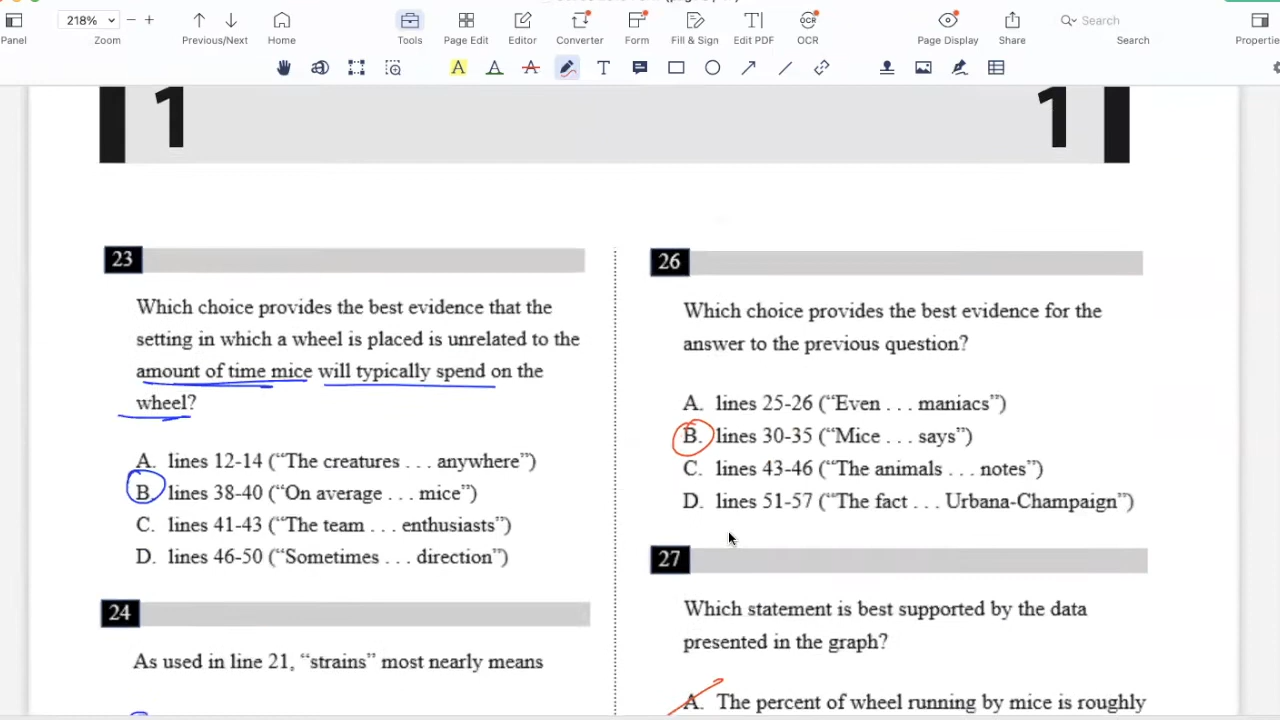 218%
Panel
Zoom
Previous/Next
Home
Tools
Page Edit
Editor
Converter
Form
Fill & Sign
Edit PDF
OCR
OCR
Page Display
Share
Search
Search
Propertie
A A A T
1
1
23
Which choice provides the best evidence that the
setting in which a wheel is placed is unrelated to the
amount of time mice will typically spend on the
wheel?
A. lines 12-14 (“The creatures . . . anywhere”)
B. lines 38-40 (“On average . . . mice”)
C. lines 41-43 (“The team . . . enthusiasts”)
D. lines 46-50 (“Sometimes . . . direction”)
24
As used in line 21, “strains” most nearly means
26
Which choice provides the best evidence for the
answer to the previous question?
A. lines 25-26 (“Even . . . maniacs”)
B. lines 30-35 (“Mice . . . says”)
C. lines 43-46 (“The animals . . . notes”)
D. lines 51-57 (“The fact . . . Urbana-Champaign”)
27
Which statement is best supported by the data
presented in the graph?
A. The percent of wheel running by mice is roughly